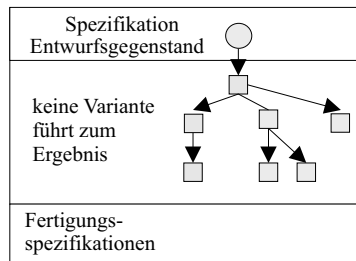 Spezifikation
Entwurfsgegenstand
keine Variante
führt zum
Ergebnis
Fertigungs-
spezifikationen